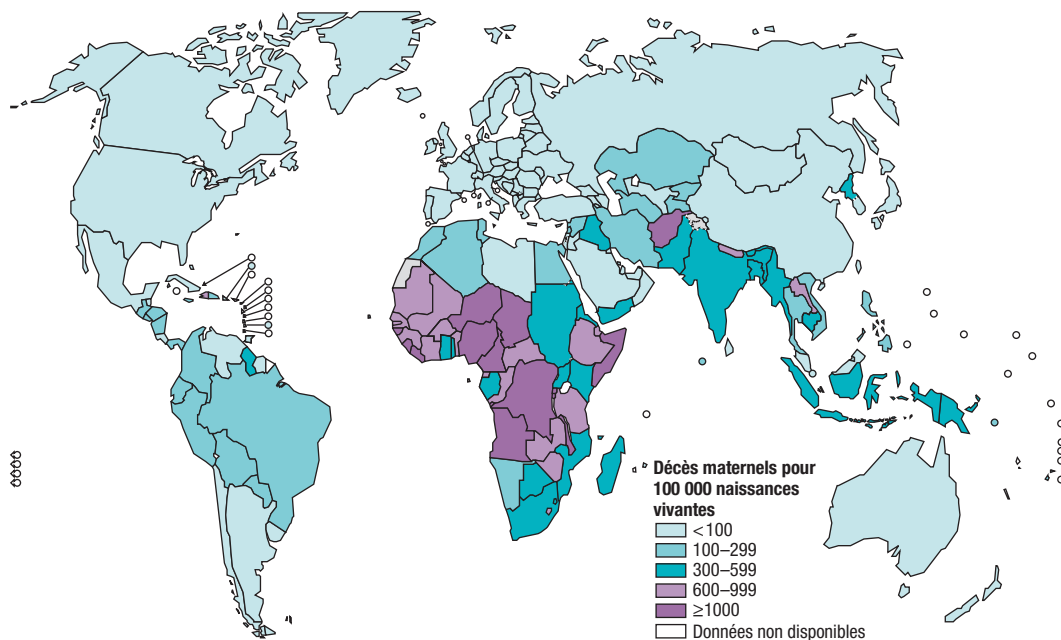 Décès maternels pour
100 000 naissances
vivantes
<100
100–299
300–599
600–999
≥1000
Données non disponibles